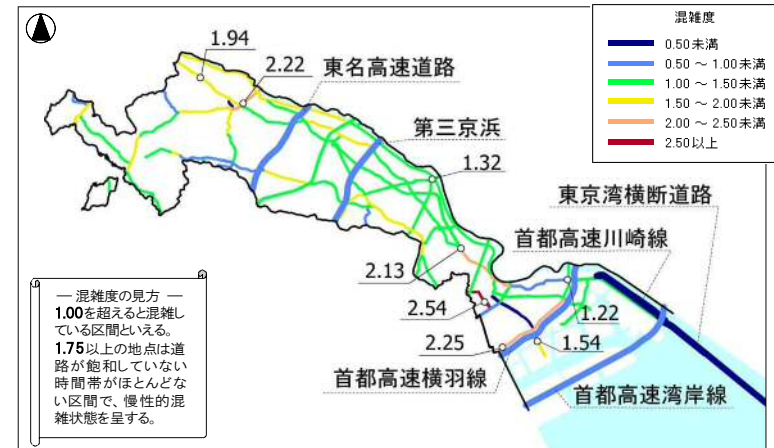 混雑度
0.50未満
0.50 ～ 1.00未満
1.00 ～ 1.50未満
1.50 ～ 2.00未満
2.00 ～ 2.50未満
2.50以上
1.94
2.22
東名高速道路
第三京浜
1.32
東京湾横断道路
首都高速川崎線
2.13
2.54
1.22
2.25
1.54
首都高速横羽線
首都高速湾岸線
― 混雑度の見方 ―
1.00を超えると混雑し
ている区間といえる。
1.75以上の地点は道
路が飽和していない
時間帯がほとんどな
い区間で、慢性的混
雑状態を呈する。